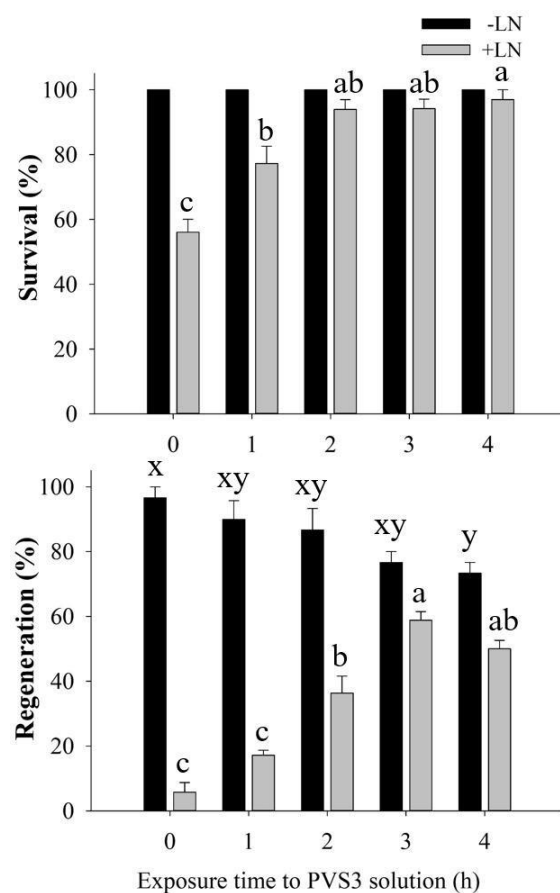 -LN
+LN
100
80
60
40
20
0
Survival (%)
c
b
ab
ab
a
0 1 2 3 4
100
80
60
40
20
0
Regeneration (%)
x
xy
xy
xy
y
c
c
b
a
ab
0 1 2 3 4
Exposure time to PVS3 solution (h)